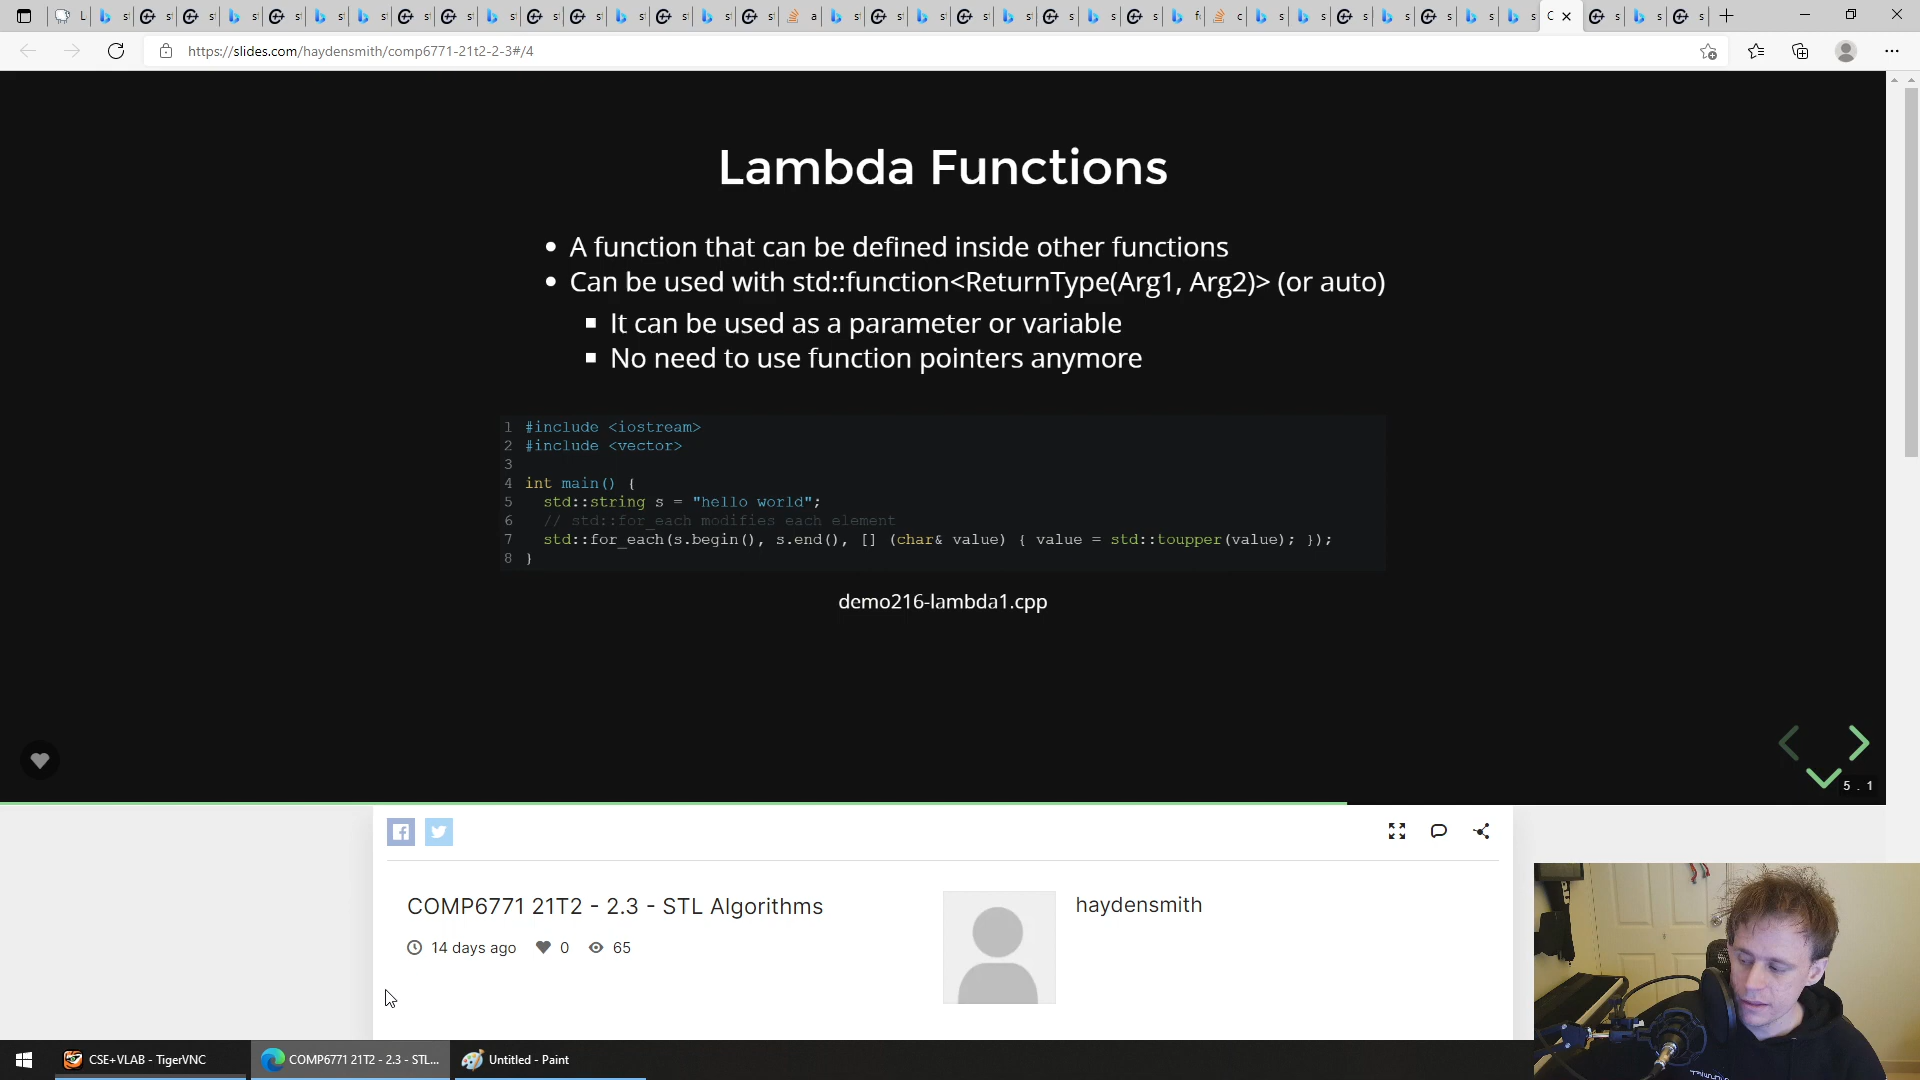 https://slides.com/haydensmith/comp6771-21t2-2-3#/4
Lambda Functions
• A function that can be defined inside other functions
• Can be used with std::function<ReturnType(Arg1, Arg2)> (or auto)
▪ It can be used as a parameter or variable
▪ No need to use function pointers anymore
1 #include <iostream>
2 #include <vector>
3
4 int main() {
5   std::string s = "hello world";
6   // std::for_each modifies each element
7   std::for_each(s.begin(), s.end(), [] (char& value) { value = std::toupper(value); });
8 }
demo216-lambda1.cpp
5 . 1
COMP6771 21T2 - 2.3 - STL Algorithms
haydensmith
14 days ago 0 65
CSE+VLAB - TigerVNC
COMP6771 21T2 - 2.3 - STL...
Untitled - Paint